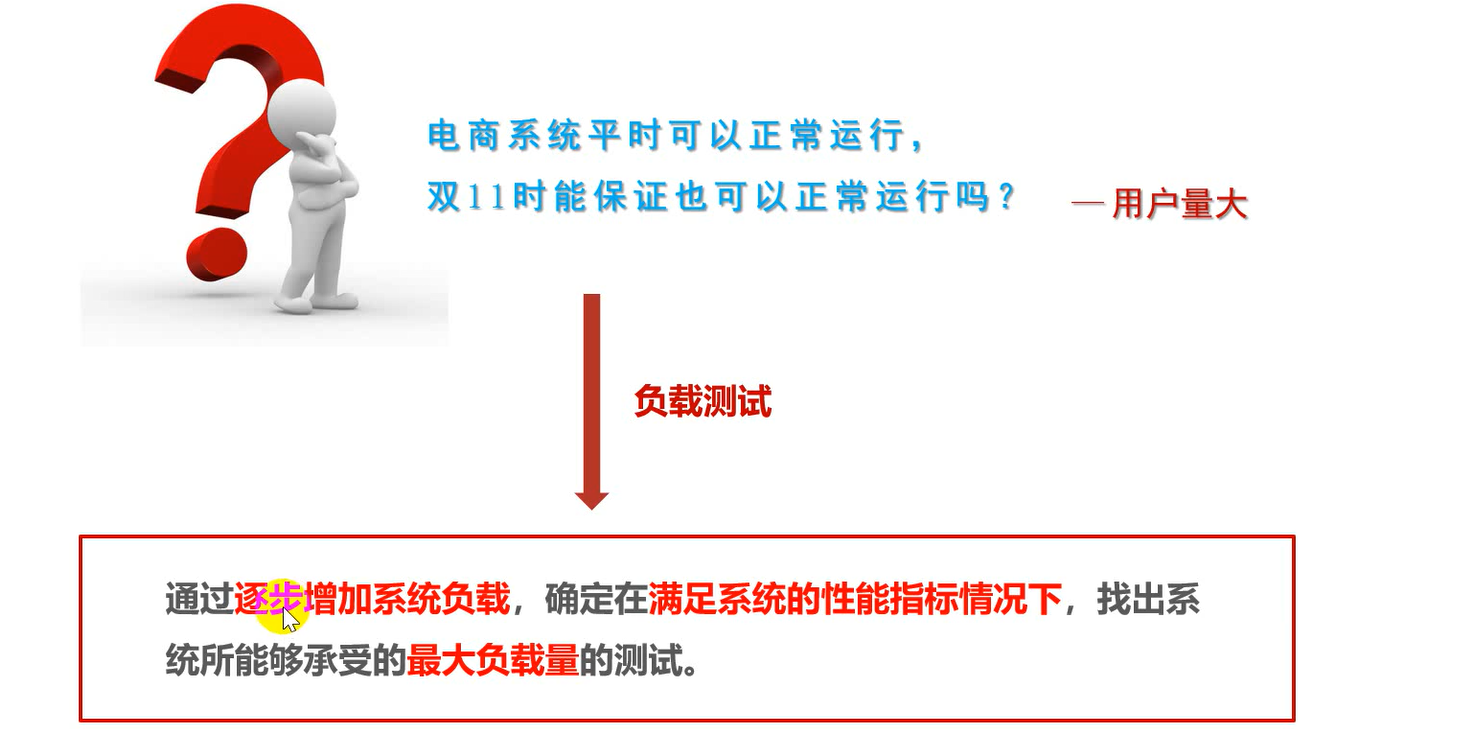 电商系统平时可以正常运行，
双11时能保证也可以正常运行吗？
—用户量大
负载测试
通过逐步增加系统负载，确定在满足系统的性能指标情况下，找出系
统所能够承受的最大负载量的测试。